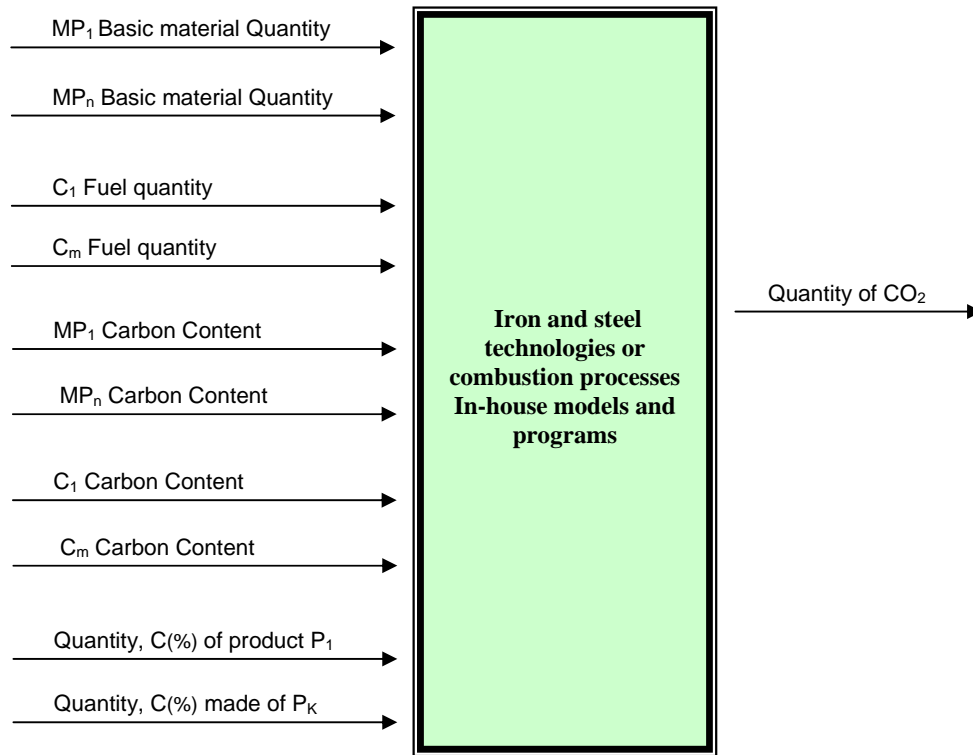 MP₁ Basic material Quantity
MPₙ Basic material Quantity
C₁ Fuel quantity
Cₘ Fuel quantity
MP₁ Carbon Content
MPₙ Carbon Content
C₁ Carbon Content
Cₘ Carbon Content
Quantity, C(%) of product P₁
Quantity, C(%) made of P_K
Iron and steel
technologies or
combustion processes
In-house models and
programs
Quantity of CO₂